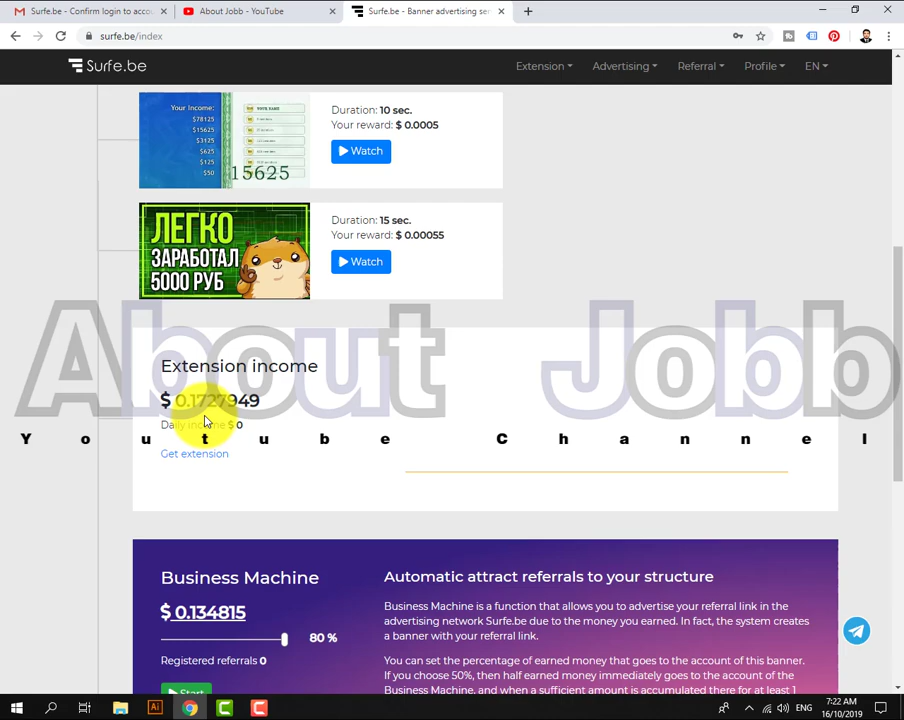 Surfe.be - Confirm login to acco
About Jobb - YouTube
Surfe.be - Banner advertising se
surfe.be/index
Surfe.be
Extension
Advertising
Referral
Profile
EN
Your Income:
$78125
$15625
$3125
$625
$125
$50
YOUR NAME
15625
Duration: 10 sec.
Your reward: $ 0.0005
Watch
ЛЕГКО
ЗАРАБОТАЛ
5000 РУБ
Duration: 15 sec.
Your reward: $ 0.00055
Watch
About Jobb
Youtube Channel
Extension income
$ 0.1727949
Daily income $ 0
Get extension
Business Machine
$ 0.134815
80 %
Registered referrals 0
Start
Automatic attract referrals to your structure
Business Machine is a function that allows you to advertise your referral link in the
advertising network Surfe.be due to the money you earned. In fact, the system creates
a banner with your referral link.
You can set the percentage of earned money that goes to the account of this banner.
If you choose 50%, then half earned money immediately goes to the account of the
Business Machine, and when a sufficient amount is accumulated there for at least 1
ENG
7:22 AM
16/10/2019